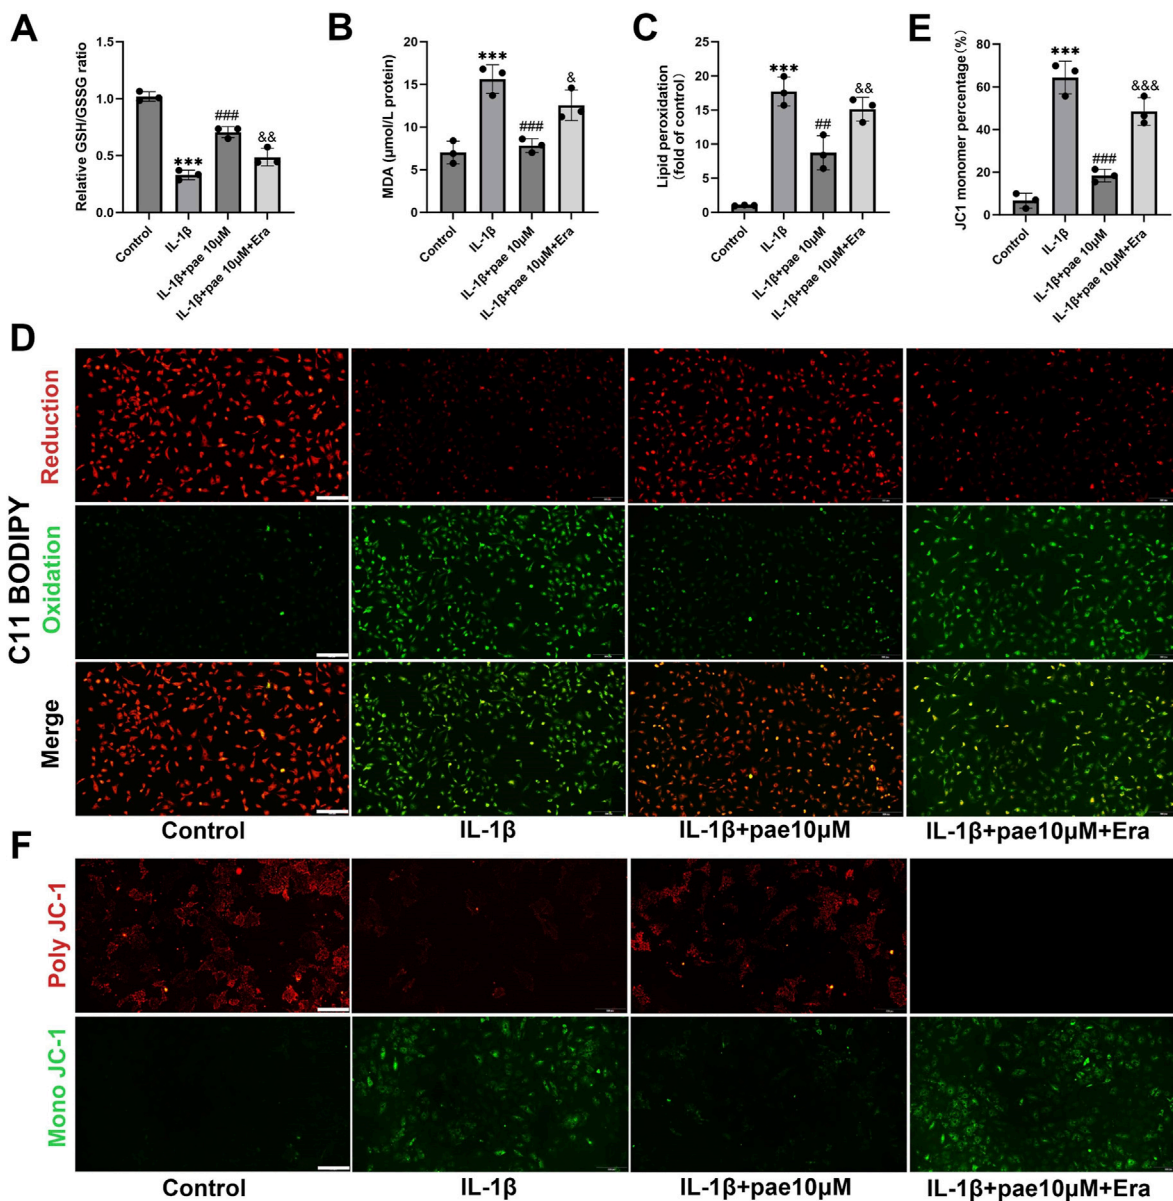 A
Relative GSH/GSSG ratio
1.5
1.0
0.5
0.0
***
###
&&
Control
IL-1β
IL-1β+pae 10μM
IL-1β+pae 10μM+Era
B
MDA (μmol/L protein)
20
15
10
5
0
***
###
&
Control
IL-1β
IL-1β+pae 10μM
IL-1β+pae 10μM+Era
C
Lipid peroxidation
(fold of control)
25
20
15
10
5
0
***
##
&&
Control
IL-1β
IL-1β+pae 10μM
IL-1β+pae 10μM+Era
E
JC1 monomer percentage(%)
80
60
40
20
0
***
###
&&&
Control
IL-1β
IL-1β+pae 10μM
IL-1β+pae 10μM+Era
D
C11 BODIPY
Reduction
Oxidation
Merge
Control
IL-1β
IL-1β+pae10μM
IL-1β+pae10μM+Era
F
Poly JC-1
Mono JC-1
Control
IL-1β
IL-1β+pae10μM
IL-1β+pae10μM+Era